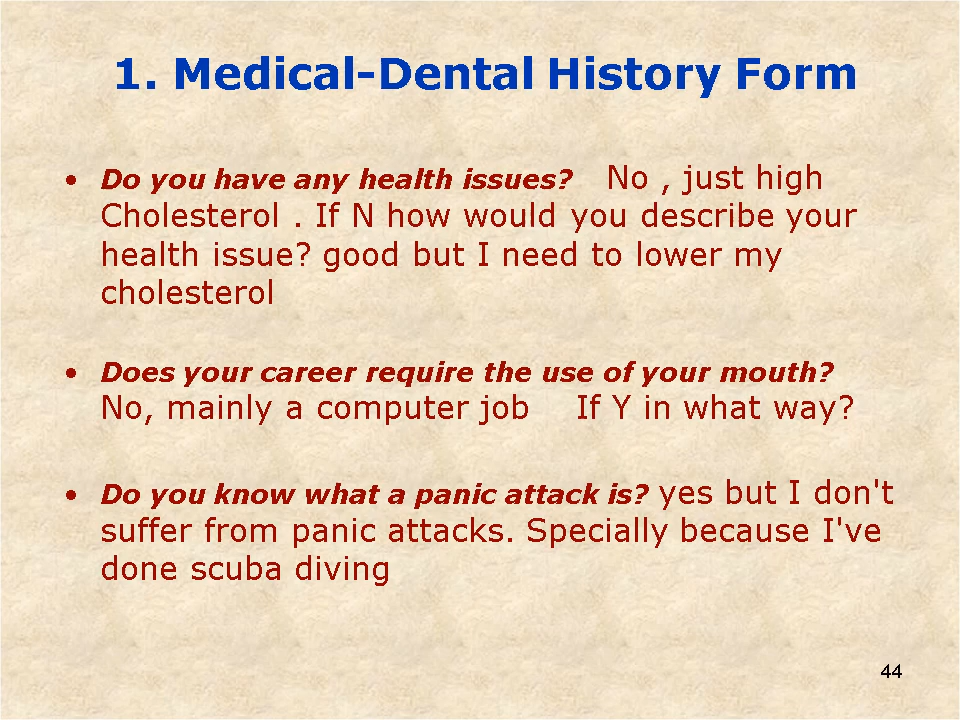 1. Medical-Dental History Form
• Do you have any health issues? No , just high
Cholesterol . If N how would you describe your
health issue? good but I need to lower my
cholesterol
• Does your career require the use of your mouth?
No, mainly a computer job If Y in what way?
• Do you know what a panic attack is? yes but I don't
suffer from panic attacks. Specially because I've
done scuba diving
44